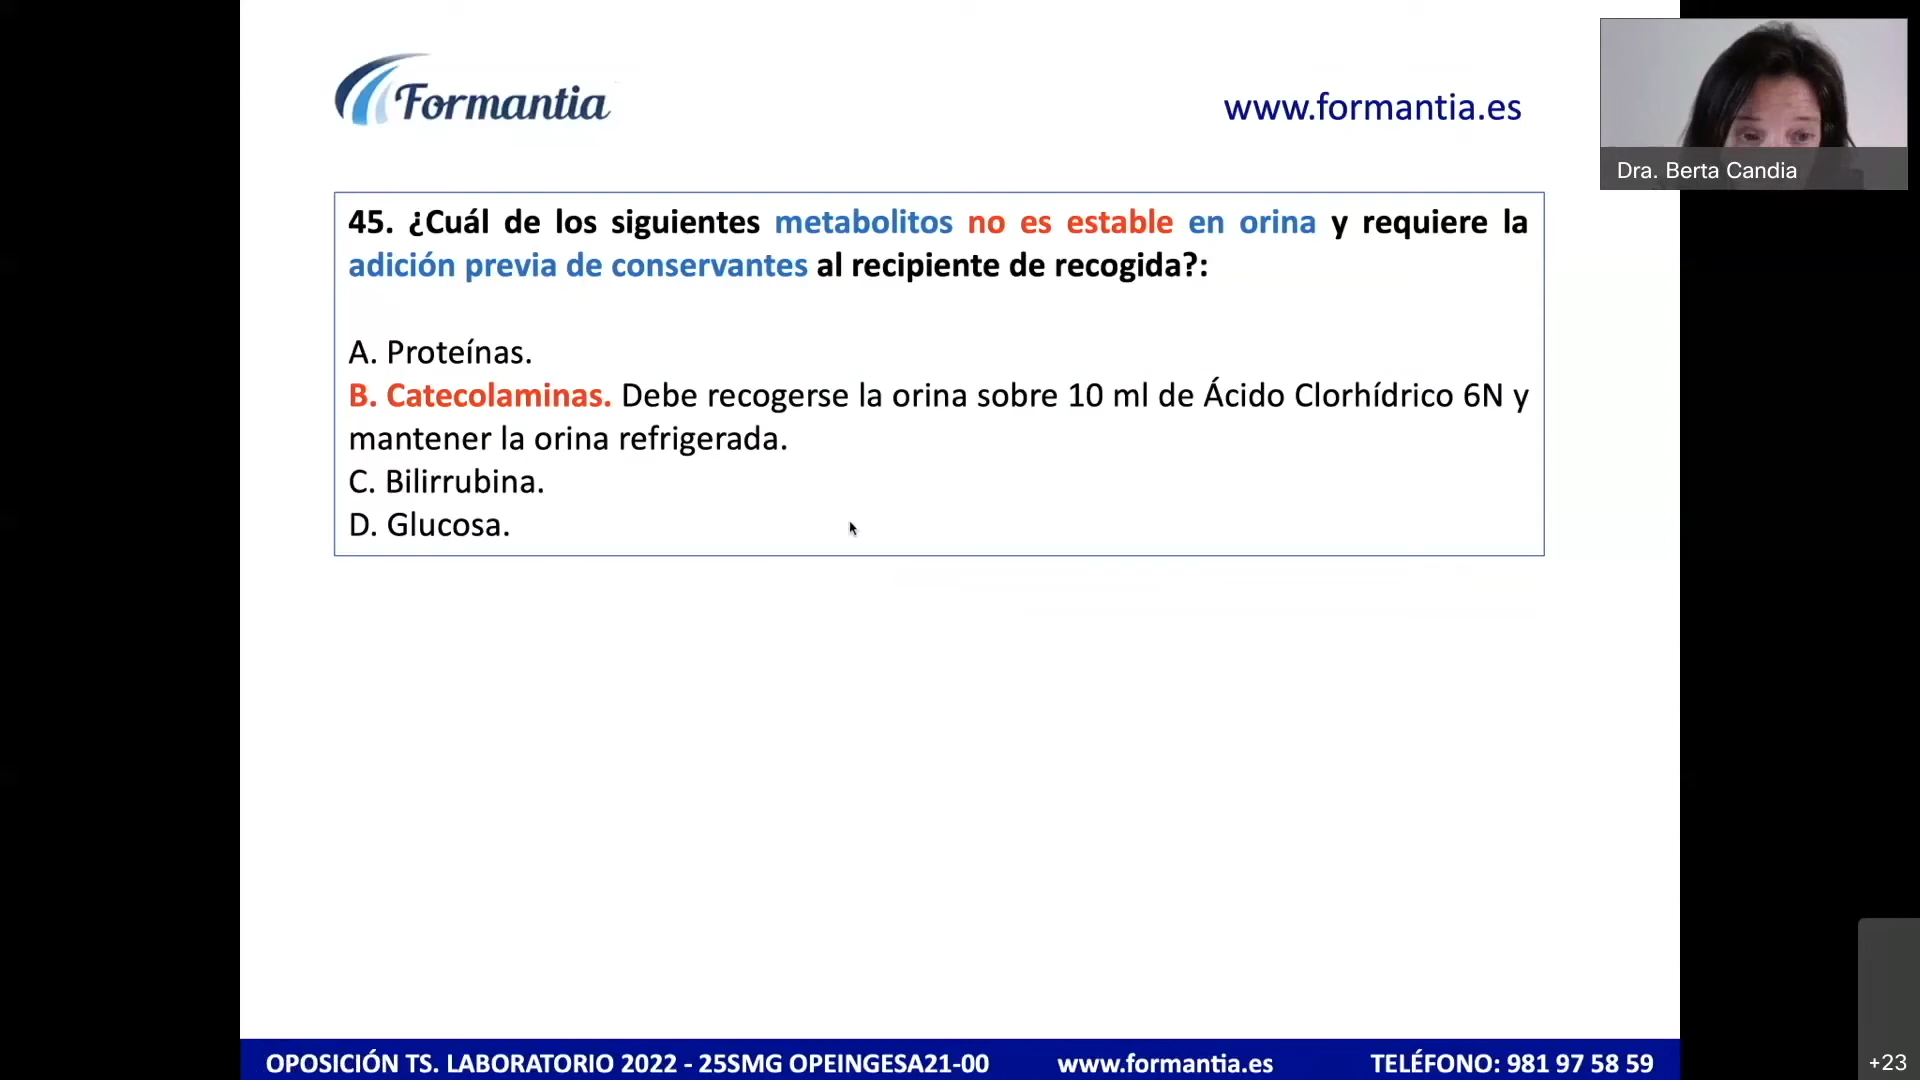 Formantia
www.formantia.es
Dra. Berta Candia
45. ¿Cuál de los siguientes metabolitos no es estable en orina y requiere la
adición previa de conservantes al recipiente de recogida?:
A. Proteínas.
B. Catecolaminas. Debe recogerse la orina sobre 10 ml de Ácido Clorhídrico 6N y
mantener la orina refrigerada.
C. Bilirrubina.
D. Glucosa.
OPOSICIÓN TS. LABORATORIO 2022 - 25SMG OPEINGESA21-00 www.formantia.es TELÉFONO: 981 97 58 59
+23